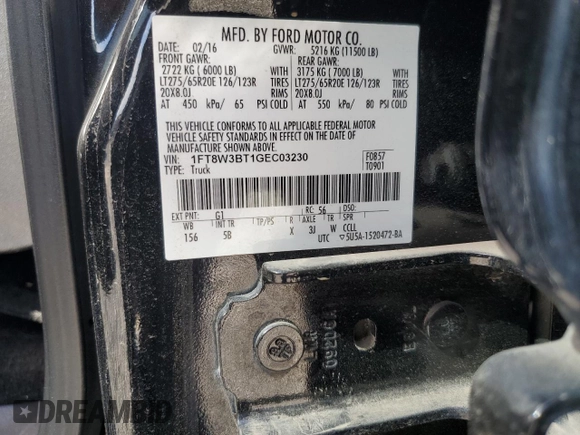 MFD. BY FORD MOTOR CO.
DATE: 02/16 GVWR: 5216 KG (11500 LB)
FRONT GAWR: REAR GAWR:
2722 KG (6000 LB) WITH 3175 KG (7000 LB) WITH
LT275/65R20E 126/123R TIRES LT275/65R20E 126/123R TIRES
20X8.0J RIMS 20X8.0J RIMS
AT 450 kPa/ 65 PSI COLD AT 550 kPa/ 80 PSI COLD
THIS VEHICLE CONFORMS TO ALL APPLICABLE FEDERAL MOTOR
VEHICLE SAFETY STANDARDS IN EFFECT ON THE DATE OF
MANUFACTURE SHOWN ABOVE.
VIN: 1FT8W3BT1GEC03230 F0857
TYPE: Truck T0901
EXT PNT: G1 RC: 56 DSO:
WB INT TR TP/PS R AXLE TR SPR
156 5B X 3J W CCLL
UTC ▽5U5A-1520472-BA
DREAMBID